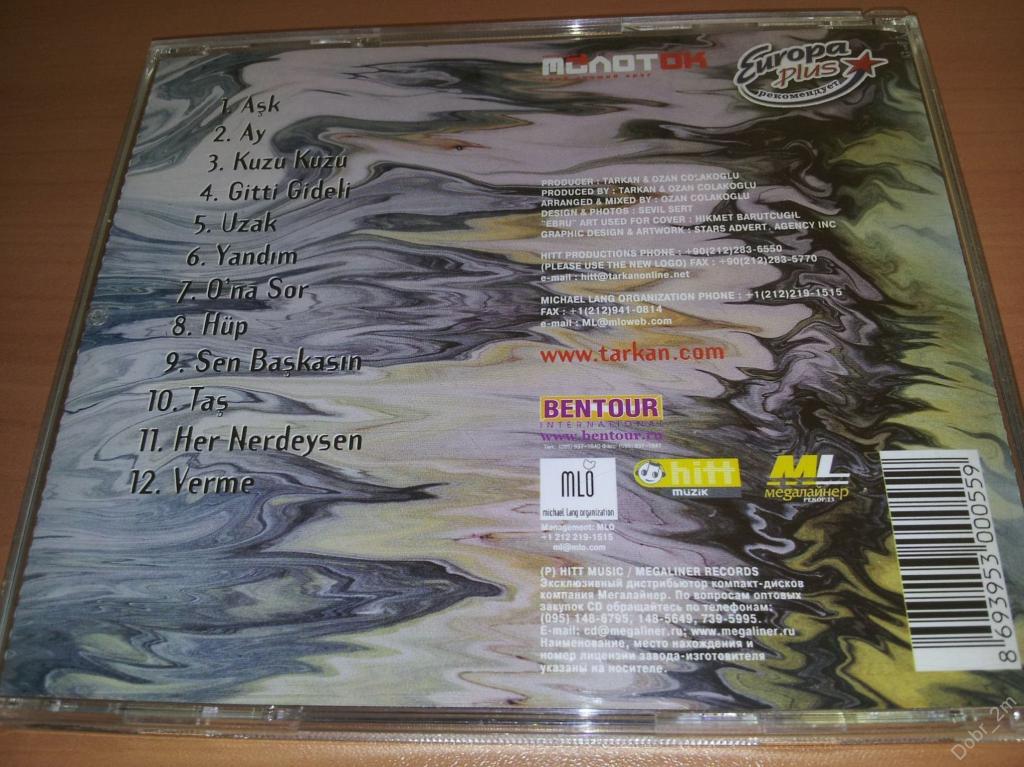 1. Aşk
2. Ay
3. Kuzu Kuzu
4. Gitti Gideli
5. Uzak
6. Yandım
7. O'na Sor
8. Hüp
9. Sen Başkasın
10. Taş
11. Her Nerdeysen
12. Verme
МОЛОТОК
Europa
plus
рекомендует
PRODUCER : TARKAN & OZAN COLAKOGLU
PRODUCED BY : TARKAN & OZAN COLAKOGLU
ARRANGED & MIXED BY : OZAN COLAKOGLU
DESIGN & PHOTOS : SEVIL SERT
"EBRU" ART USED FOR COVER : HIKMET BARUTCUGIL
GRAPHIC DESIGN & ARTWORK : STARS ADVERT. AGENCY INC
HITT PRODUCTIONS PHONE : +90(212)283-6550
(PLEASE USE THE NEW LOGO) FAX : +90(212)283-5770
e-mail : hitt@tarkanonline.net
MICHAEL LANG ORGANIZATION PHONE : +1(212)219-1515
FAX : +1(212)941-0814
e-mail : ML@mloweb.com
www.tarkan.com
BENTOUR
INTERNATIONAL
www.bentour.ru
MLO
michael lang organization
Management: MLO
+1 212 219-1515
ml@mlo.com
hitt
müzik
ML
мегалайнер
РЕКОРДЗ
(P) HITT MUSIC / MEGALINER RECORDS
Эксклюзивный дистрибьютор компакт-дисков
компания Мегалайнер. По вопросам оптовых
закупок CD обращайтесь по телефонам:
(095) 148-6795, 148-5649, 739-5995.
E-mail: cd@megaliner.ru; www.megaliner.ru
Наименование, место нахождения и
номер лицензии завода-изготовителя
указаны на носителе.
8 693953 000559
Dobr_2m